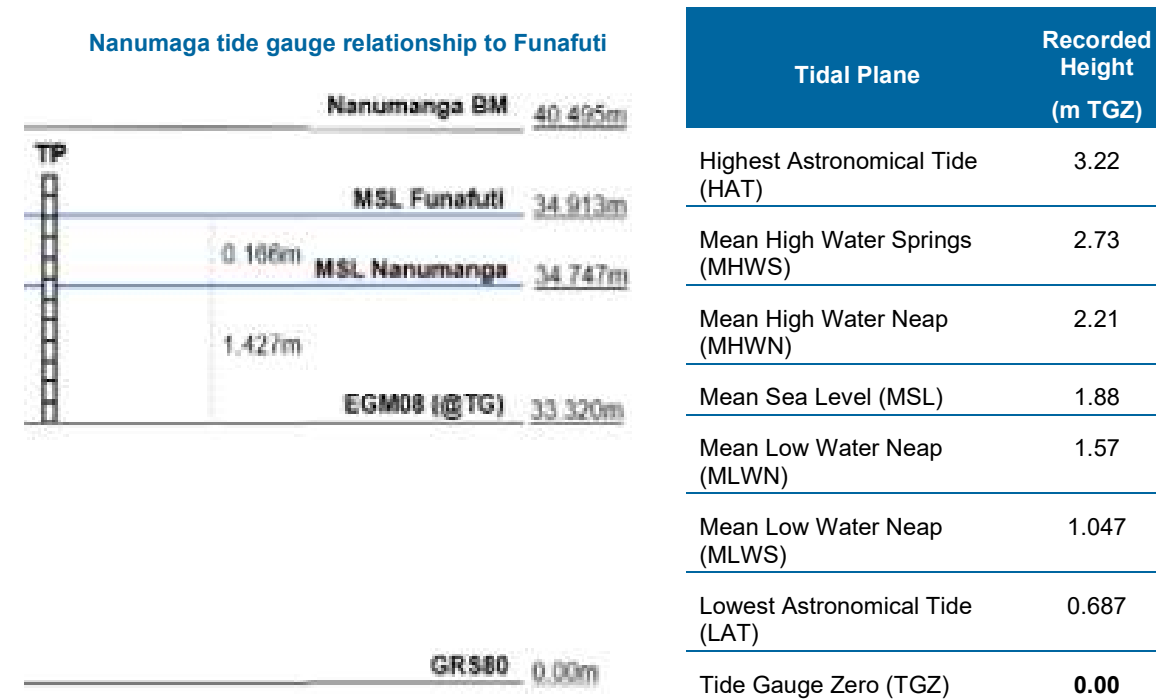 Nanumaga tide gauge relationship to Funafuti
Nanumanga BM 40.495m
TP
MSL Funafuti 34.913m
0.166m
MSL Nanumanga 34.747m
1.427m
EGM08 (@TG) 33.320m
GRS80 0.00m
Tidal Plane
Recorded
Height
(m TGZ)
Highest Astronomical Tide 3.22
(HAT)
Mean High Water Springs 2.73
(MHWS)
Mean High Water Neap 2.21
(MHWN)
Mean Sea Level (MSL) 1.88
Mean Low Water Neap 1.57
(MLWN)
Mean Low Water Neap 1.047
(MLWS)
Lowest Astronomical Tide 0.687
(LAT)
Tide Gauge Zero (TGZ) 0.00